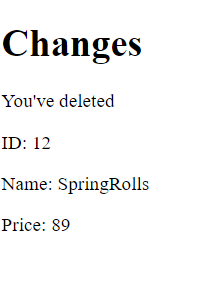 Changes
You've deleted
ID: 12
Name: SpringRolls
Price: 89